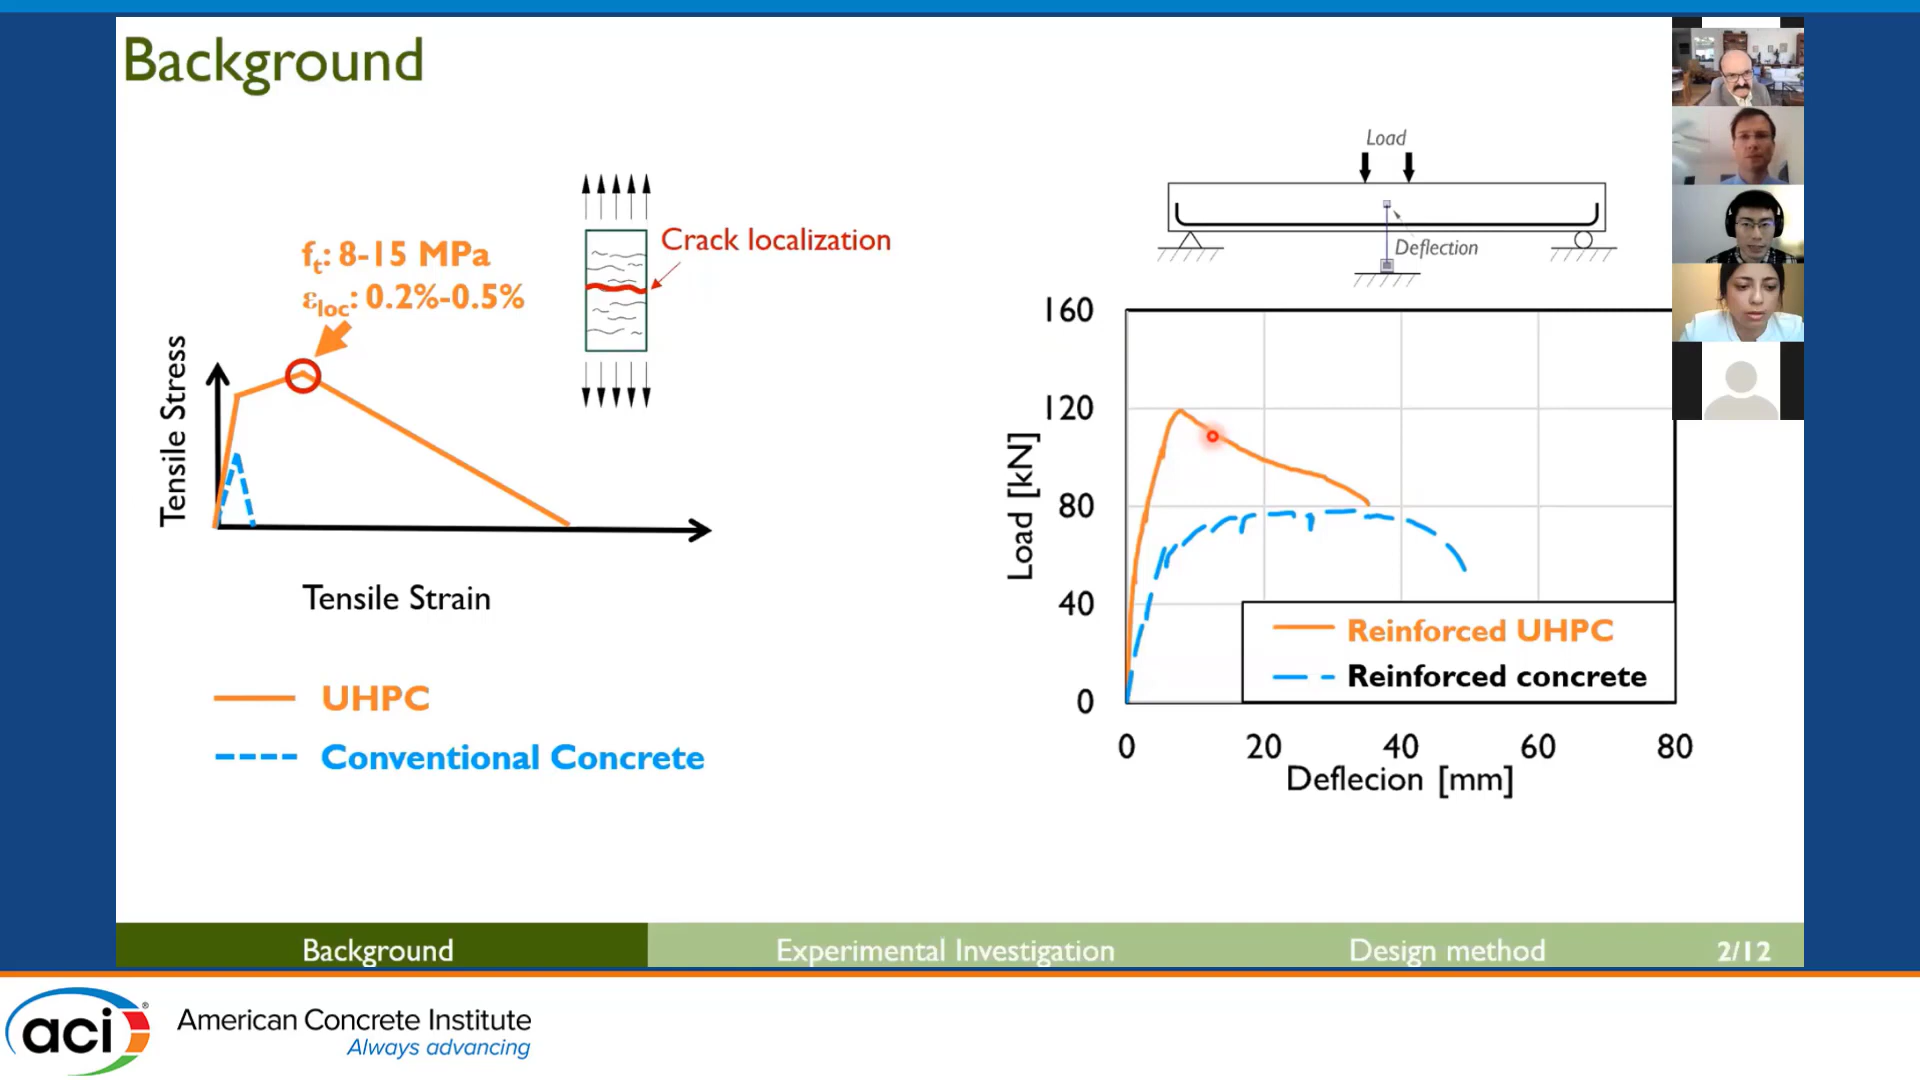 Background
f_t: 8-15 MPa
ε_loc: 0.2%-0.5%
Crack localization
Tensile Stress
Tensile Strain
UHPC
Conventional Concrete
Load
Deflection
160
120
80
40
0
Load [kN]
Reinforced UHPC
Reinforced concrete
0 20 40 60 80
Deflecion [mm]
Background Experimental Investigation Design method 2/12
aci®
American Concrete Institute
Always advancing